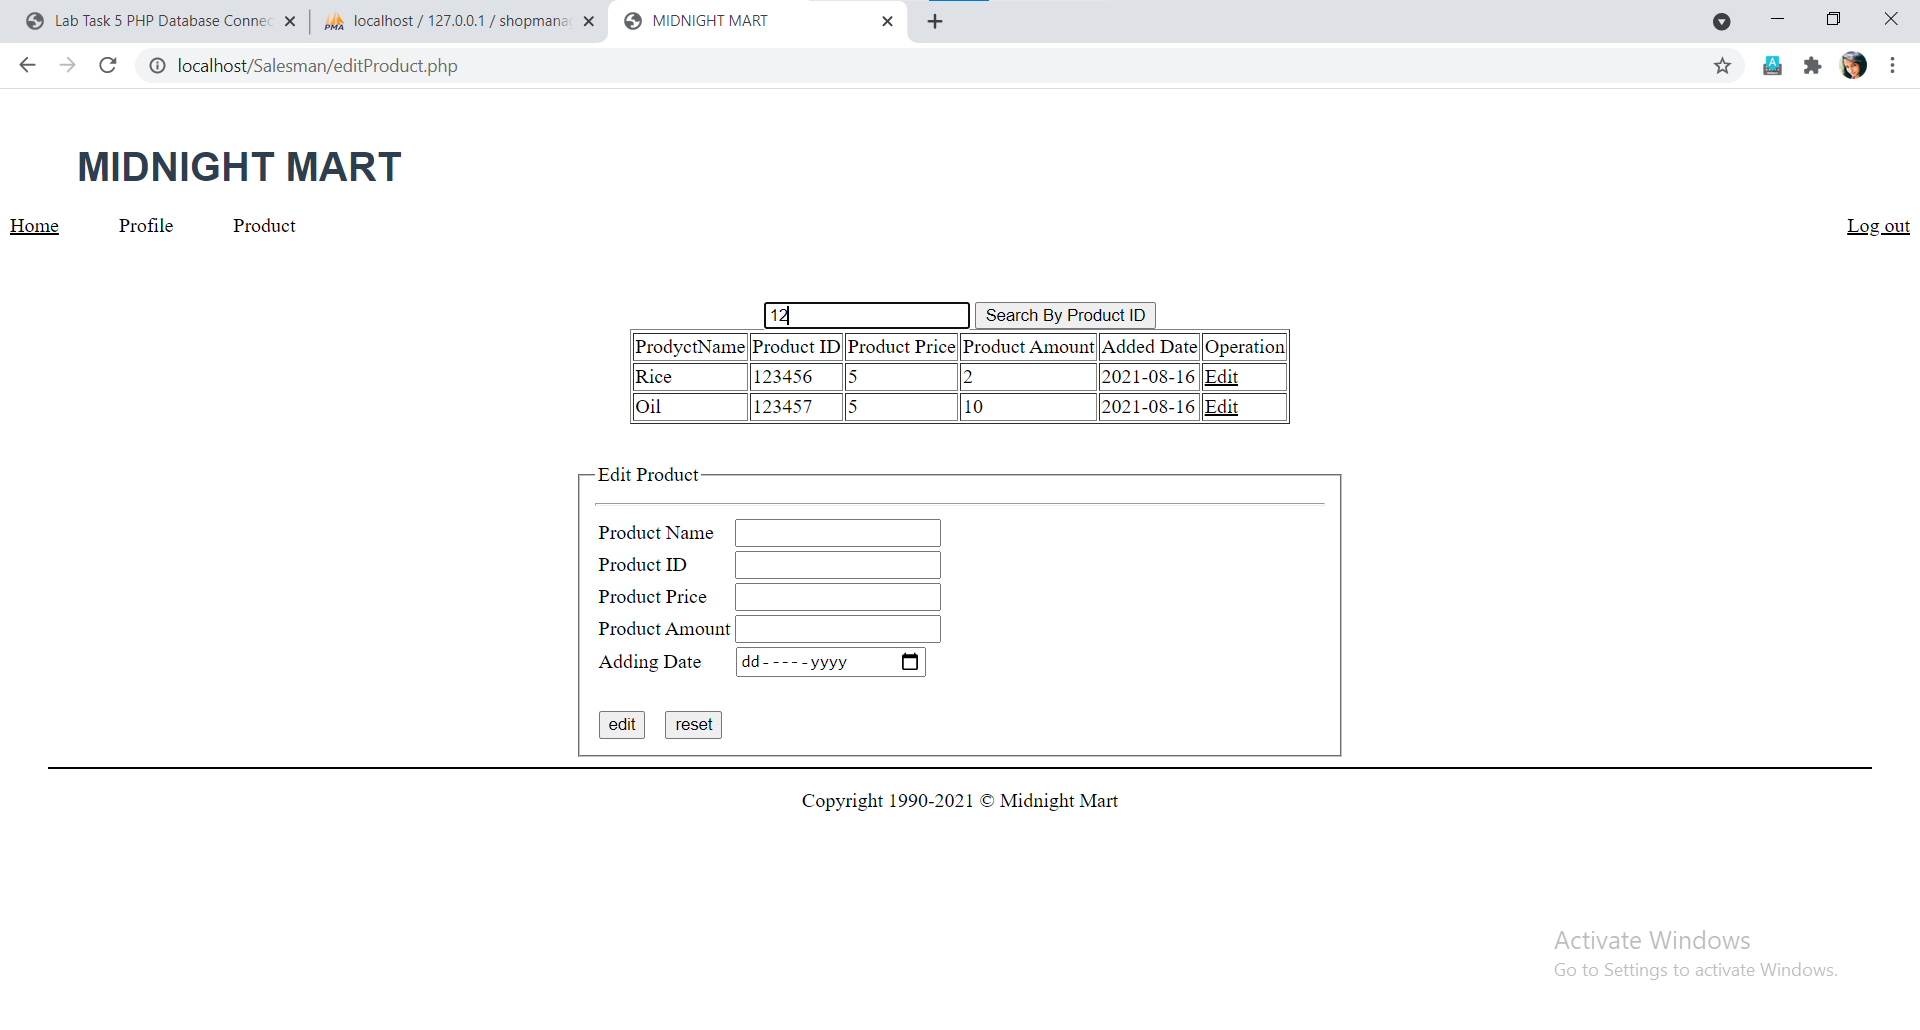 Lab Task 5 PHP Database Connec
localhost / 127.0.0.1 / shopmana
MIDNIGHT MART
localhost/Salesman/editProduct.php
MIDNIGHT MART
Home Profile Product Log out
12 Search By Product ID
ProdyctName Product ID Product Price Product Amount Added Date Operation
Rice 123456 5 2 2021-08-16 Edit
Oil 123457 5 10 2021-08-16 Edit
Edit Product
Product Name
Product ID
Product Price
Product Amount
Adding Date dd-----yyyy
edit reset
Copyright 1990-2021 © Midnight Mart
Activate Windows
Go to Settings to activate Windows.